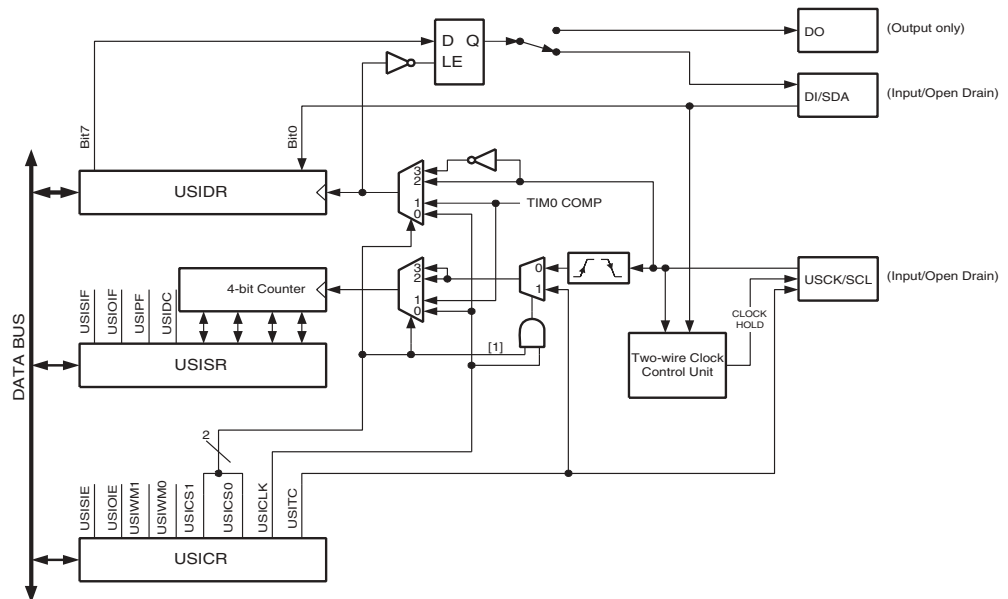 D Q
LE
DO
(Output only)
DI/SDA
(Input/Open Drain)
Bit7
Bit0
USIDR
3
2
1
0
TIM0 COMP
DATA BUS
4-bit Counter
3
2
1
0
0
1
USCK/SCL
(Input/Open Drain)
CLOCK
HOLD
USISIF
USIOIF
USIPF
USIDC
USISR
[1]
Two-wire Clock
Control Unit
2
USISIE
USIOIE
USIWM1
USIWM0
USICS1
USICS0
USICLK
USITC
USICR